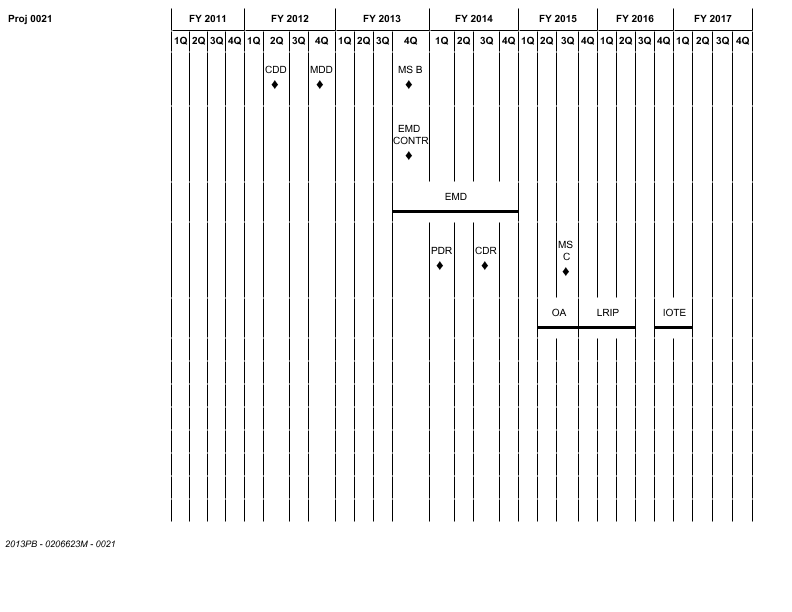 Proj 0021 FY 2011 FY 2012 FY 2013 FY 2014 FY 2015 FY 2016 FY 2017
1Q 2Q 3Q 4Q 1Q 2Q 3Q 4Q 1Q 2Q 3Q 4Q 1Q 2Q 3Q 4Q 1Q 2Q 3Q 4Q 1Q 2Q 3Q 4Q 1Q 2Q 3Q 4Q
CDD MDD MS B
EMD
CONTR
EMD
PDR CDR MS
C
OA LRIP IOTE
2013PB - 0206623M - 0021